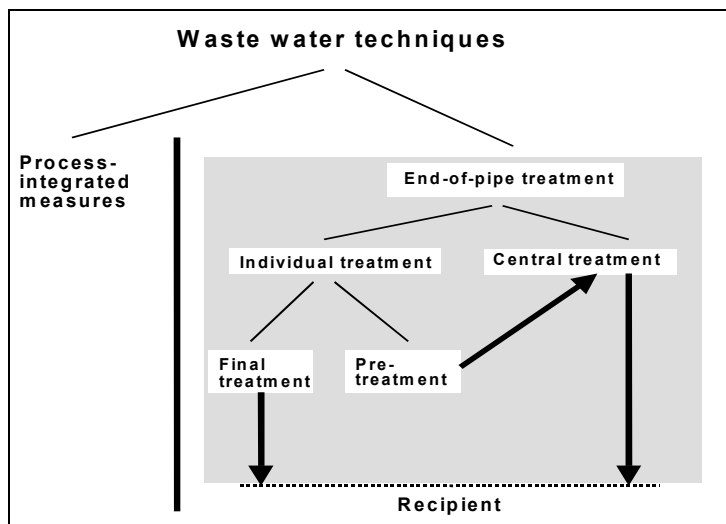 Waste water techniques
Process-
integrated
measures
End-of-pipe treatment
Individual treatment
Central treatment
Final
treatment
Pre-
treatment
Recipient